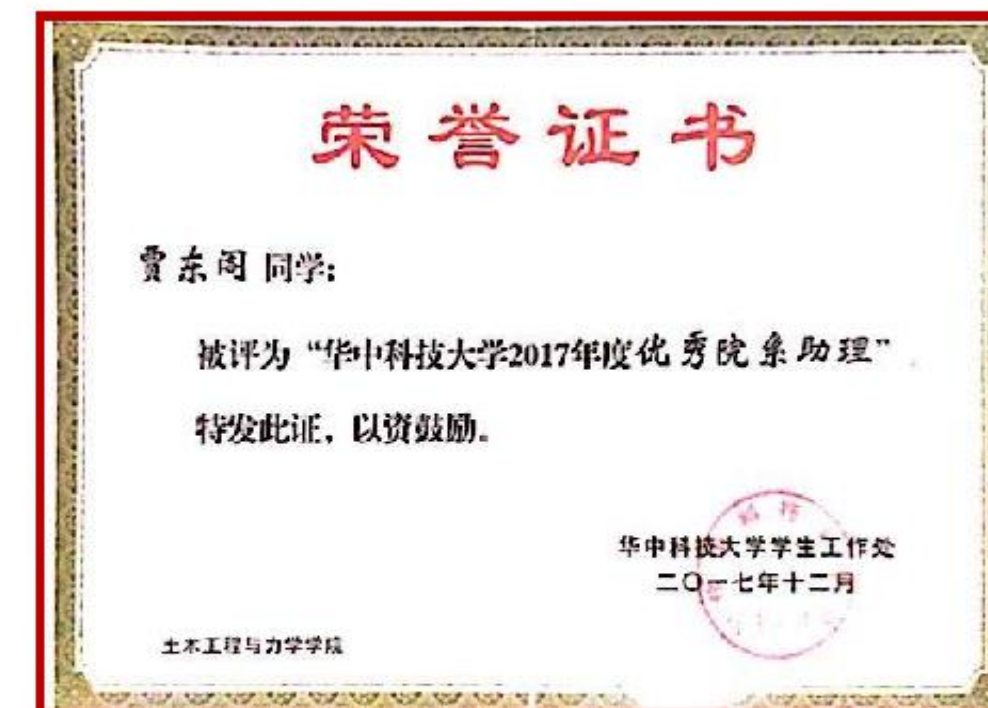 荣誉证书
贾东阁 同学：
被评为“华中科技大学2017年度优秀院系助理”
特发此证，以资鼓励。
华中科技大学学生工作处
二〇一七年十二月
土木工程与力学学院